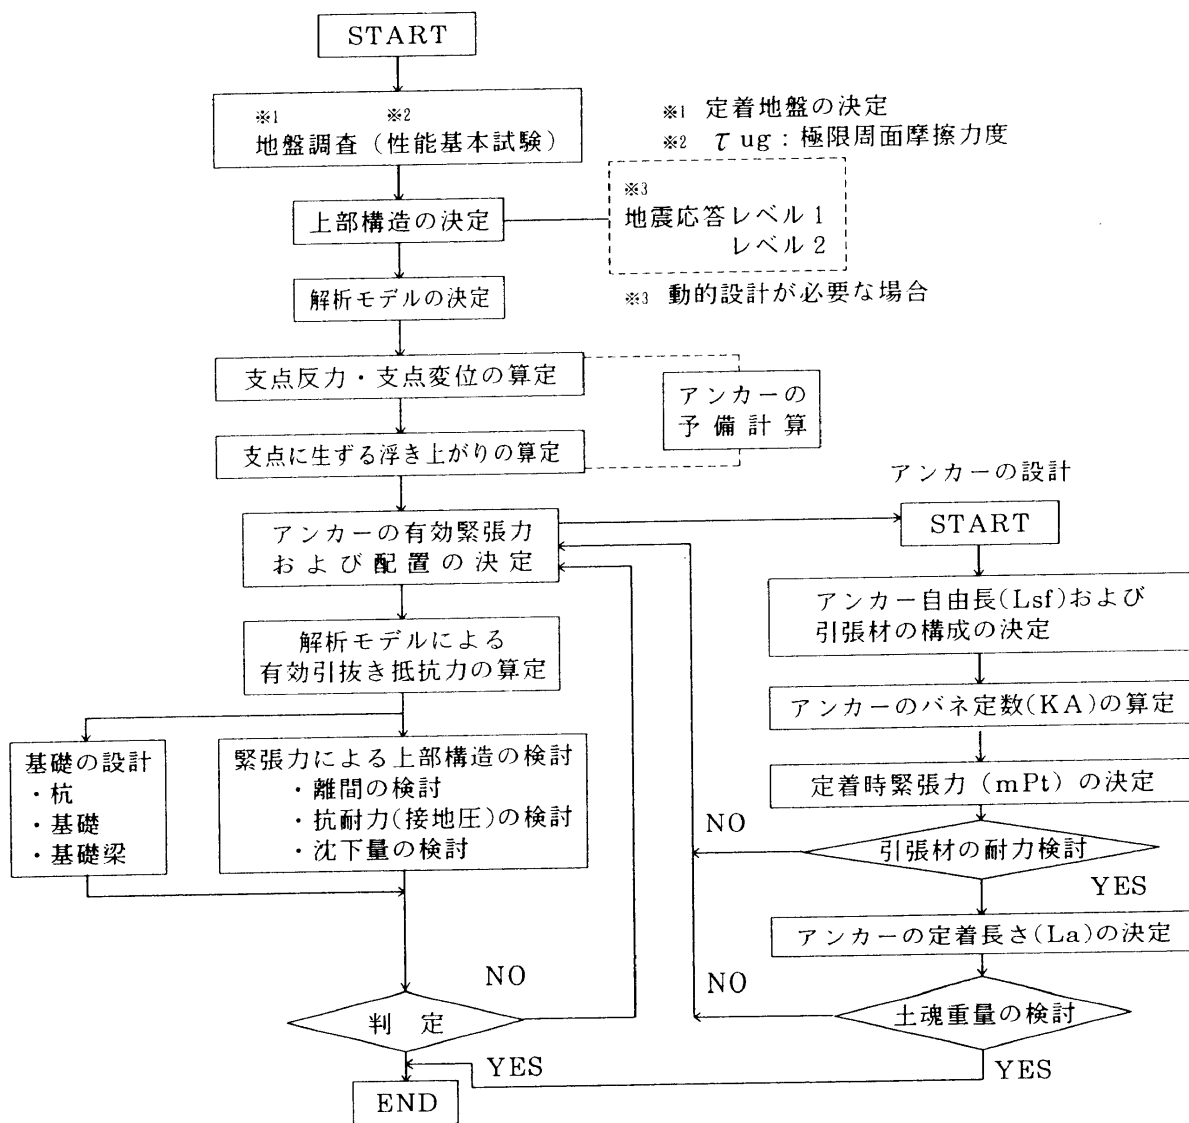 START
※1 ※2
地盤調査（性能基本試験）
※1 定着地盤の決定
※2 τug：極限周面摩擦力度
上部構造の決定
※3
地震応答レベル1
レベル2
※3 動的設計が必要な場合
解析モデルの決定
支点反力・支点変位の算定
アンカーの
予備計算
支点に生ずる浮き上がりの算定
アンカーの有効緊張力
および配置の決定
解析モデルによる
有効引抜き抵抗力の算定
基礎の設計
・杭
・基礎
・基礎梁
緊張力による上部構造の検討
・離間の検討
・抗耐力(接地圧)の検討
・沈下量の検討
NO
判 定
YES
END
アンカーの設計
START
アンカー自由長(Lsf)および
引張材の構成の決定
アンカーのバネ定数(KA)の算定
定着時緊張力（mPt）の決定
NO
引張材の耐力検討
YES
アンカーの定着長さ(La)の決定
NO
土魂重量の検討
YES